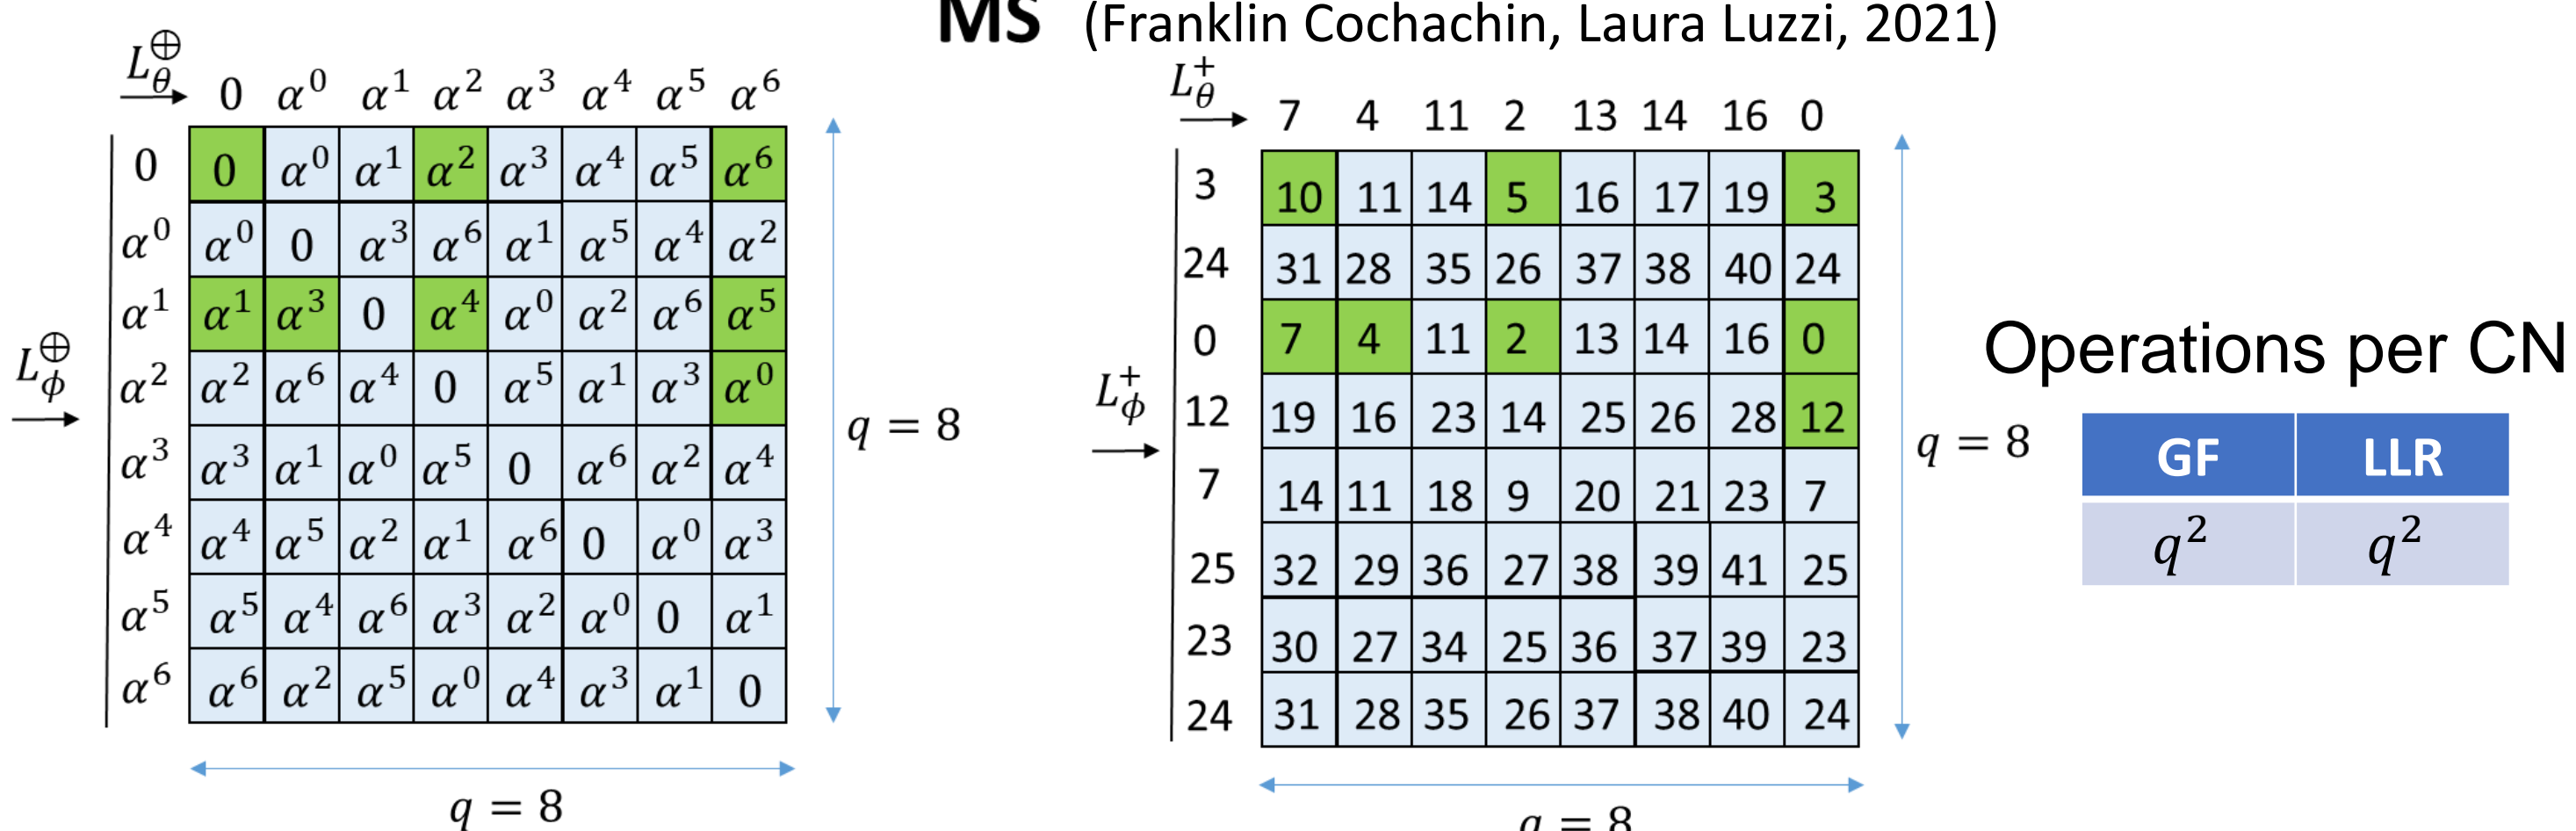 MS (Franklin Cochachin, Laura Luzzi, 2021)
L_θ^⊕
0 α^0 α^1 α^2 α^3 α^4 α^5 α^6
0 0 α^0 α^1 α^2 α^3 α^4 α^5 α^6
α^0 α^0 0 α^3 α^6 α^1 α^5 α^4 α^2
α^1 α^1 α^3 0 α^4 α^0 α^2 α^6 α^5
L_ϕ^⊕
α^2 α^2 α^6 α^4 0 α^5 α^1 α^3 α^0
α^3 α^3 α^1 α^0 α^5 0 α^6 α^2 α^4
α^4 α^4 α^5 α^2 α^1 α^6 0 α^0 α^3
α^5 α^5 α^4 α^6 α^3 α^2 α^0 0 α^1
α^6 α^6 α^2 α^5 α^0 α^4 α^3 α^1 0
q = 8
q = 8
L_θ^+
7 4 11 2 13 14 16 0
3 10 11 14 5 16 17 19 3
24 31 28 35 26 37 38 40 24
0 7 4 11 2 13 14 16 0
L_ϕ^+
12 19 16 23 14 25 26 28 12
7 14 11 18 9 20 21 23 7
25 32 29 36 27 38 39 41 25
23 30 27 34 25 36 37 39 23
24 31 28 35 26 37 38 40 24
q = 8
q = 8
Operations per CN
GF LLR
q^2 q^2